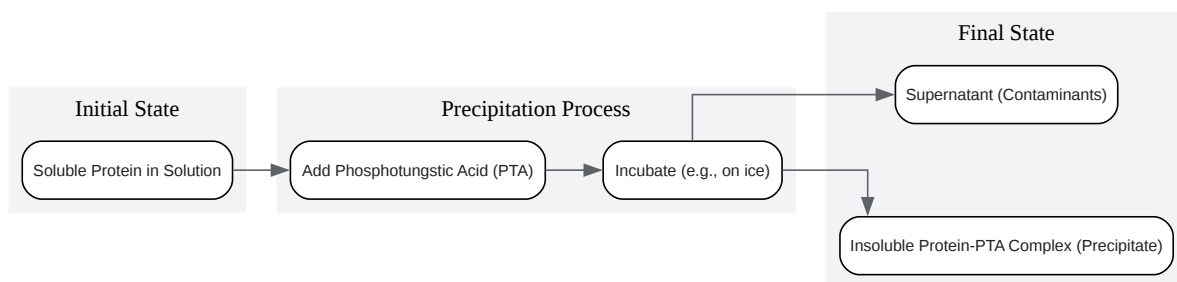 Initial State
Soluble Protein in Solution
Precipitation Process
Add Phosphotungstic Acid (PTA)
Incubate (e.g., on ice)
Final State
Supernatant (Contaminants)
Insoluble Protein-PTA Complex (Precipitate)